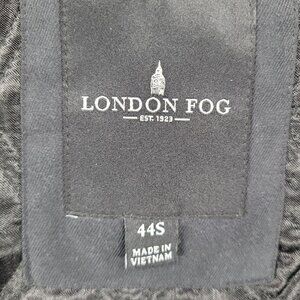 LONDON FOG
EST. 1923
44S
MADE IN
VIETNAM